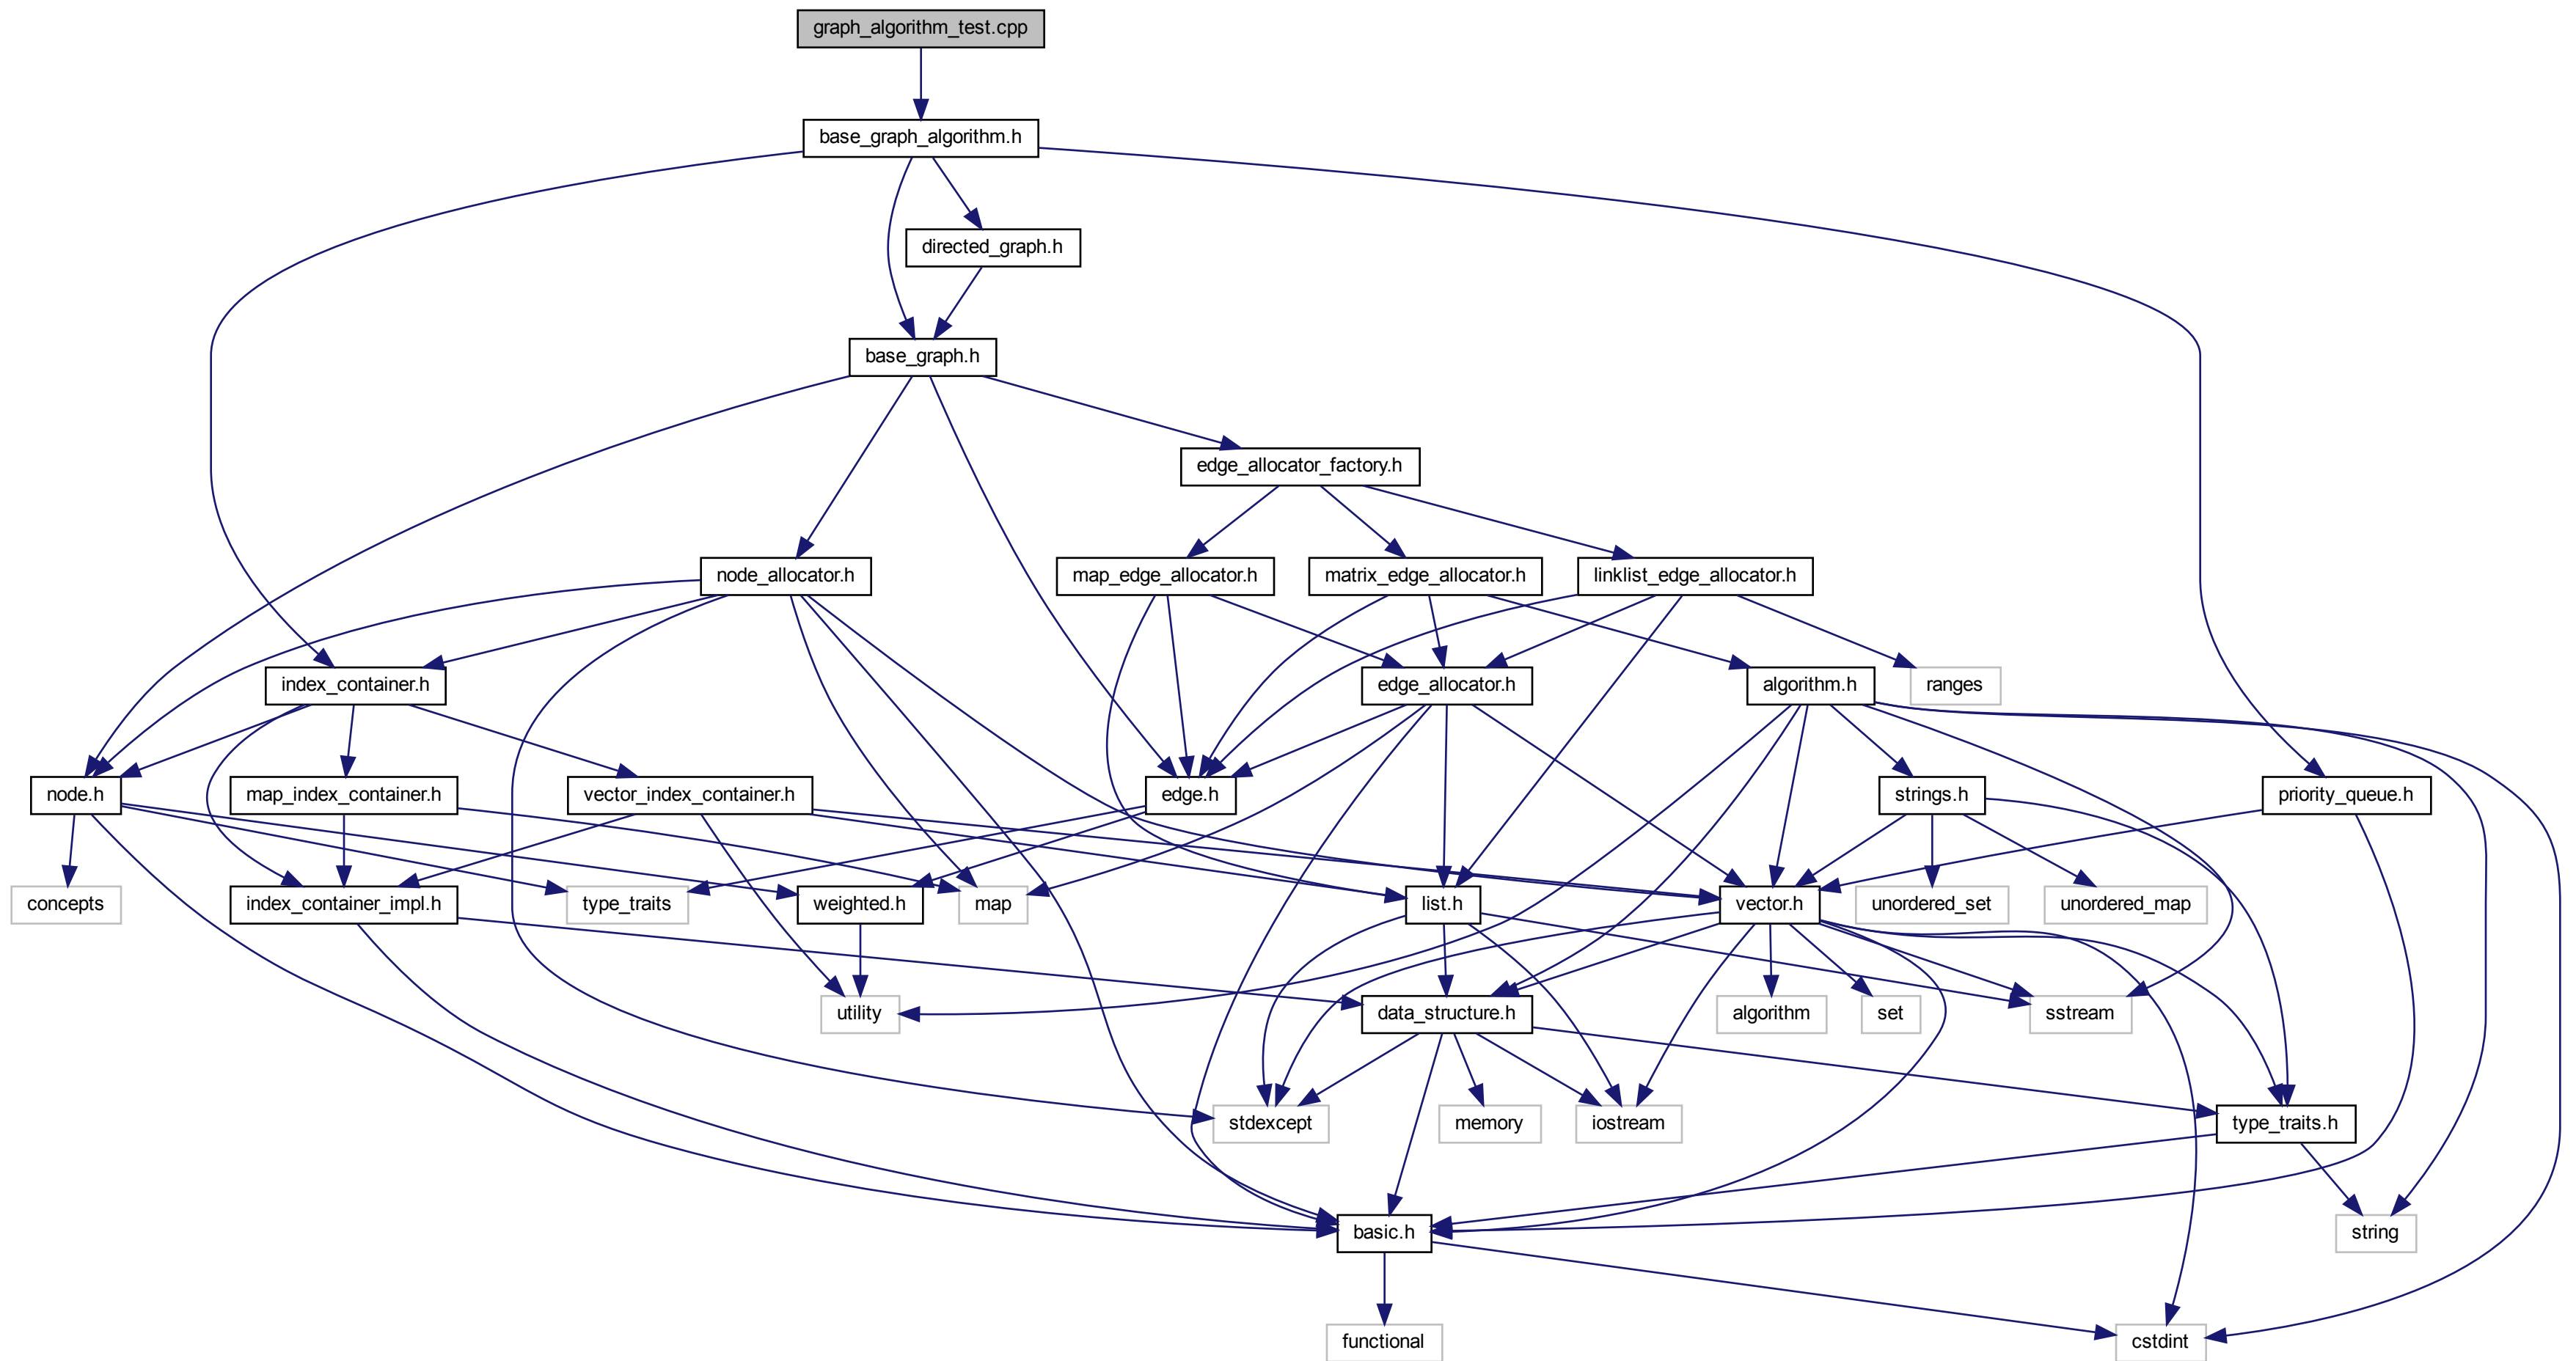 graph_algorithm_test.cpp
base_graph_algorithm.h
directed_graph.h
base_graph.h
edge_allocator_factory.h
node_allocator.h
map_edge_allocator.h
matrix_edge_allocator.h
linklist_edge_allocator.h
index_container.h
edge_allocator.h
algorithm.h
ranges
node.h
map_index_container.h
vector_index_container.h
edge.h
strings.h
priority_queue.h
concepts
index_container_impl.h
type_traits
weighted.h
map
list.h
vector.h
unordered_set
unordered_map
utility
data_structure.h
algorithm
set
sstream
stdexcept
memory
iostream
type_traits.h
basic.h
string
functional
cstdint